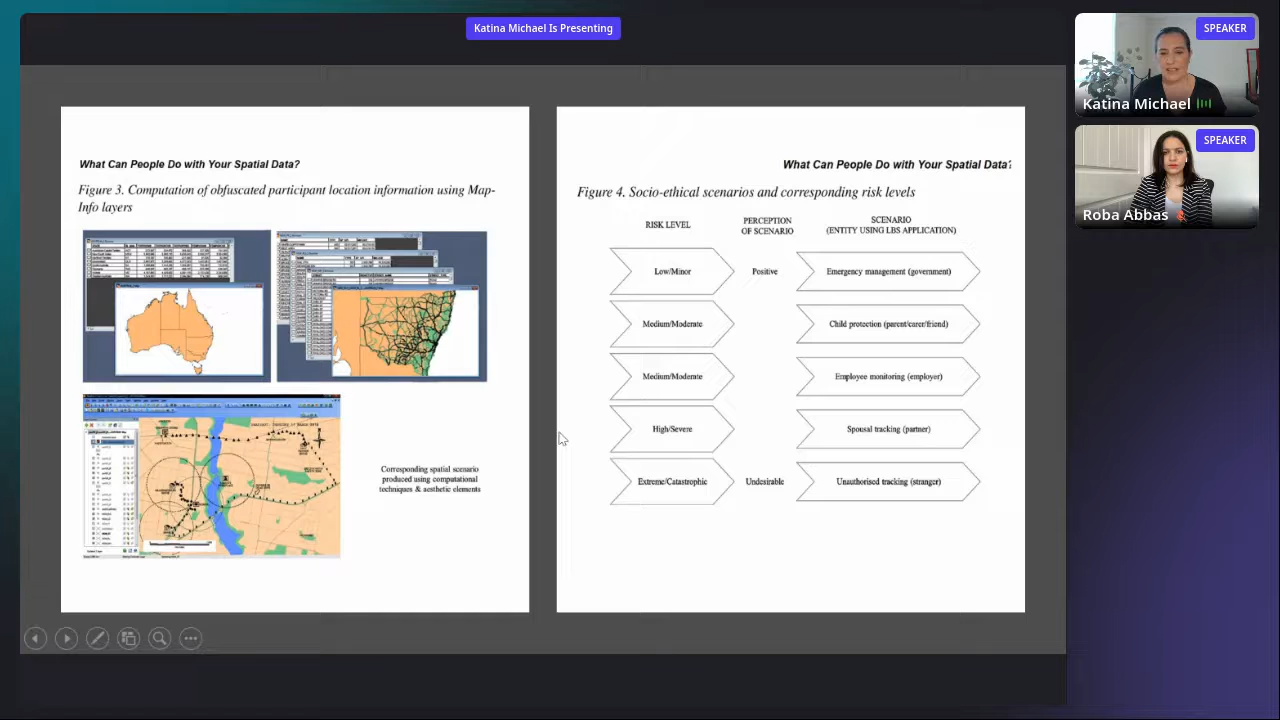 Katina Michael Is Presenting
SPEAKER
Katina Michael
SPEAKER
Roba Abbas
What Can People Do with Your Spatial Data?
Figure 3. Computation of obfuscated participant location information using Map-
Info layers
Corresponding spatial scenario
produced using computational
techniques & aesthetic elements
What Can People Do with Your Spatial Data?
Figure 4. Socio-ethical scenarios and corresponding risk levels
RISK LEVEL
PERCEPTION
OF SCENARIO
SCENARIO
(ENTITY USING LBS APPLICATION)
Low/Minor
Positive
Emergency management (government)
Medium/Moderate
Child protection (parent/carer/friend)
Medium/Moderate
Employee monitoring (employer)
High/Severe
Spousal tracking (partner)
Extreme/Catastrophic
Undesirable
Unauthorised tracking (stranger)